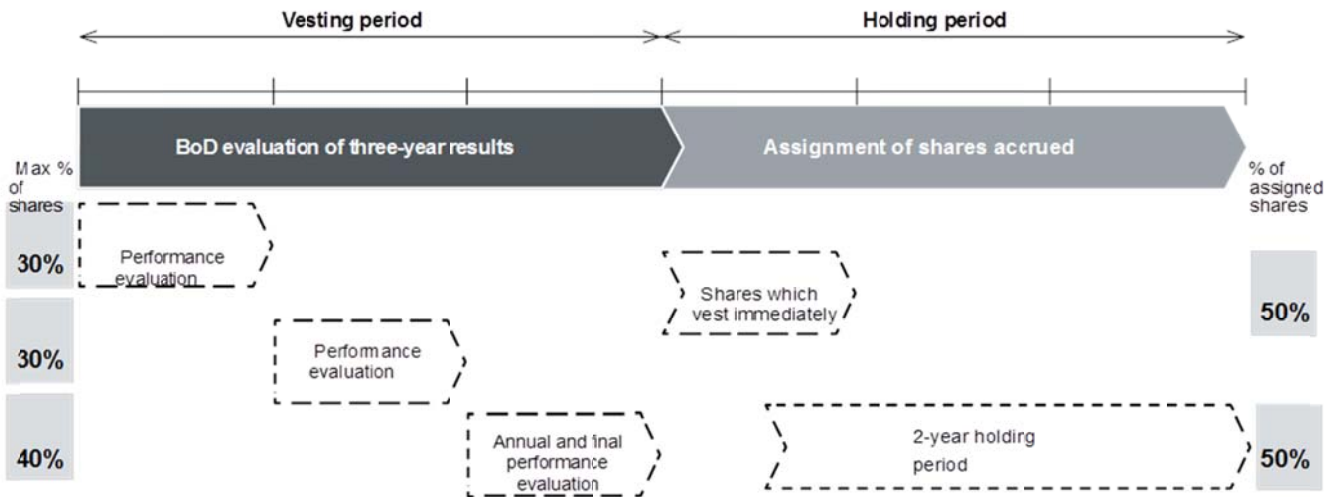 Vesting period
Holding period
BoD evaluation of three-year results
Assignment of shares accrued
Max %
of
shares
% of
assigned
shares
30%
Performance
evaluation
Shares which
vest immediately
50%
30%
Performance
evaluation
40%
Annual and final
performance
evaluation
2-year holding
period
50%